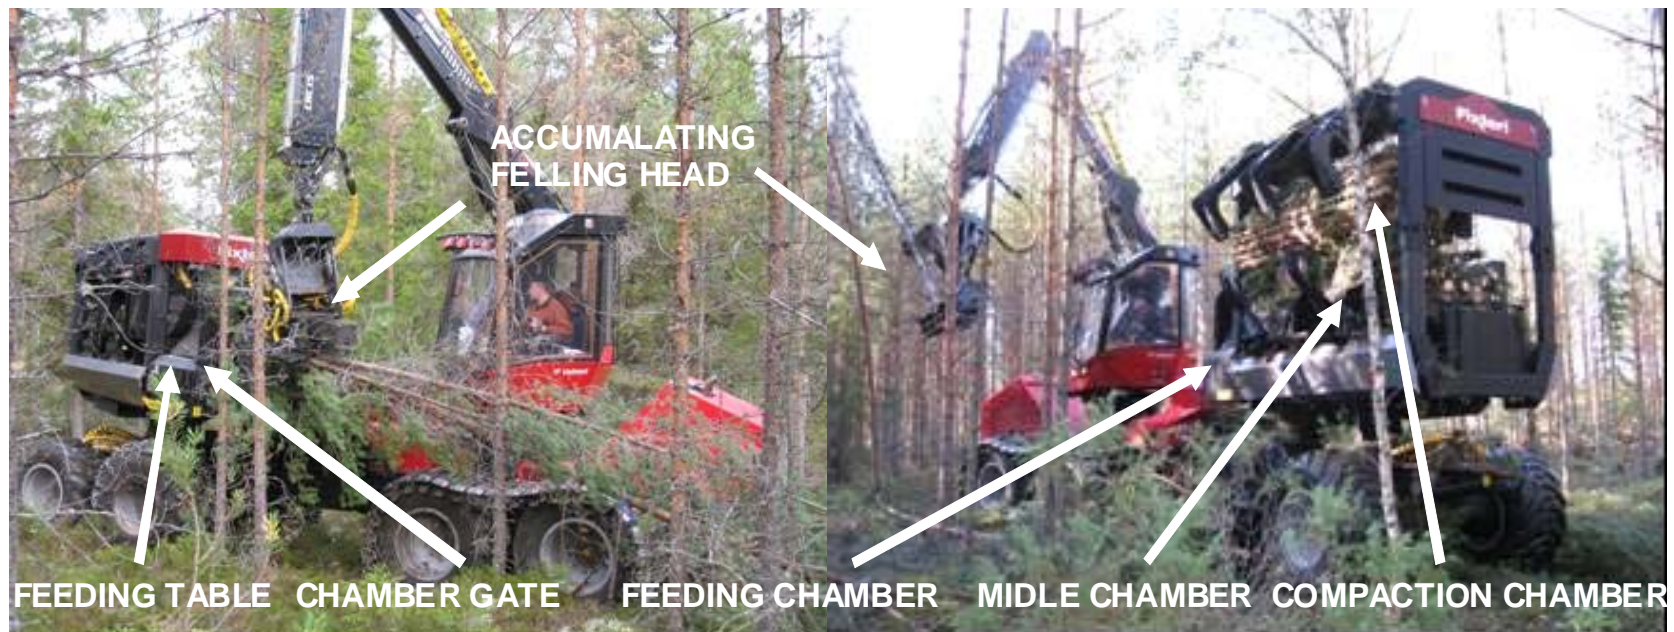 ACCUMALATING
FELLING HEAD
Fixteri
FEEDING TABLE CHAMBER GATE FEEDING CHAMBER MIDLE CHAMBER COMPACTION CHAMBER